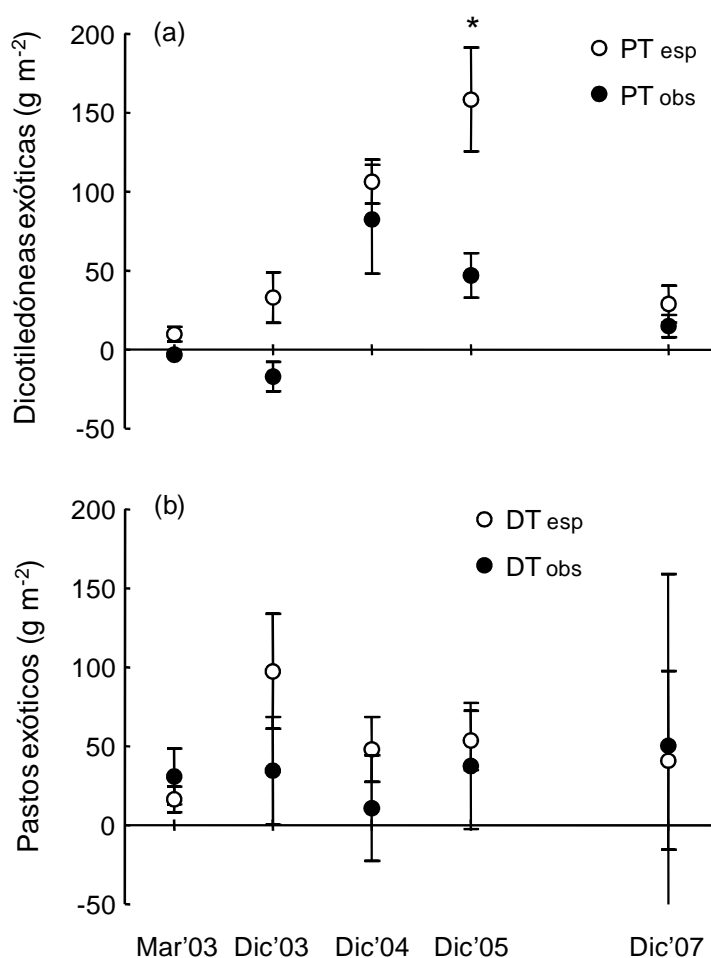 (a)
*
PT esp
PT obs
Dicotiledóneas exóticas (g m-2)
200
150
100
50
0
-50
(b)
DT esp
DT obs
Pastos exóticos (g m-2)
200
150
100
50
0
-50
Mar’03 Dic’03 Dic’04 Dic’05 Dic’07